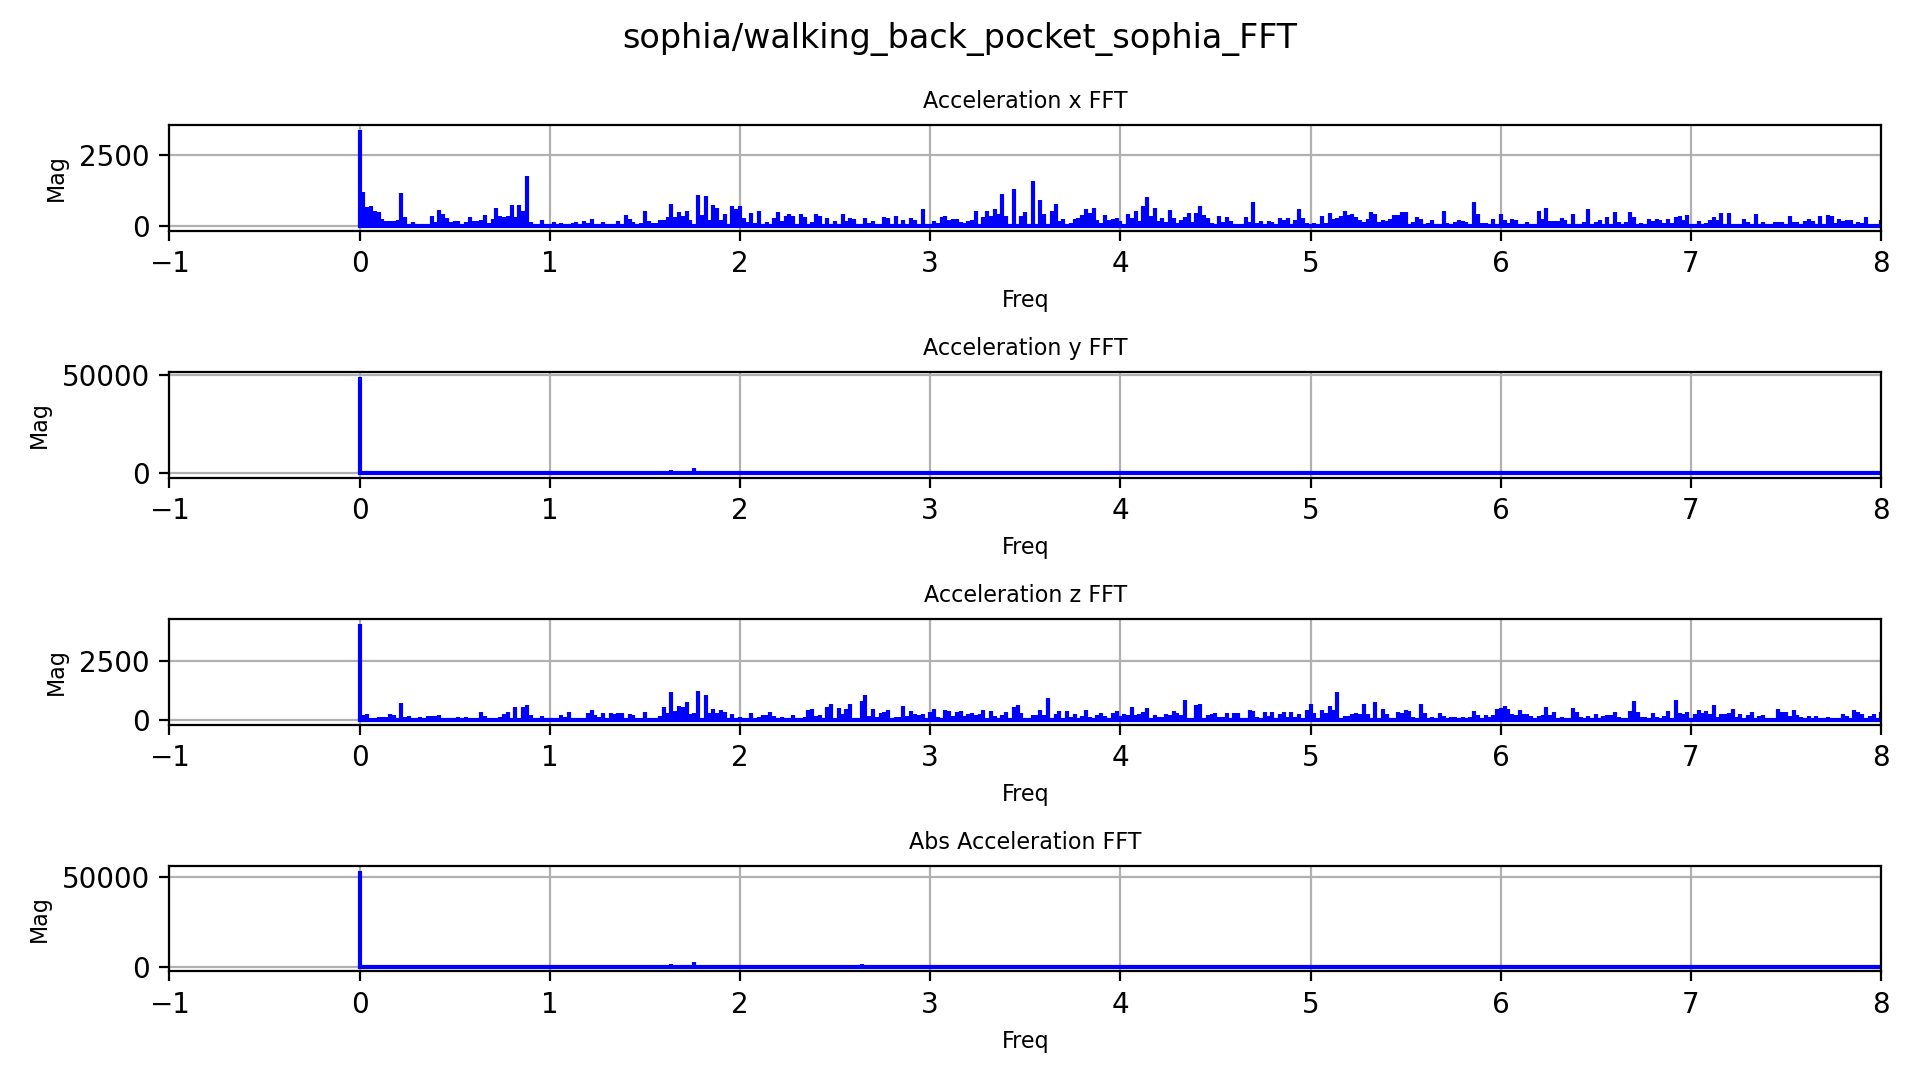 sophia/walking_back_pocket_sophia_FFT
Acceleration x FFT
Mag
2500
0
−1 0 1 2 3 4 5 6 7 8
Freq
Acceleration y FFT
Mag
50000
0
−1 0 1 2 3 4 5 6 7 8
Freq
Acceleration z FFT
Mag
2500
0
−1 0 1 2 3 4 5 6 7 8
Freq
Abs Acceleration FFT
Mag
50000
0
−1 0 1 2 3 4 5 6 7 8
Freq